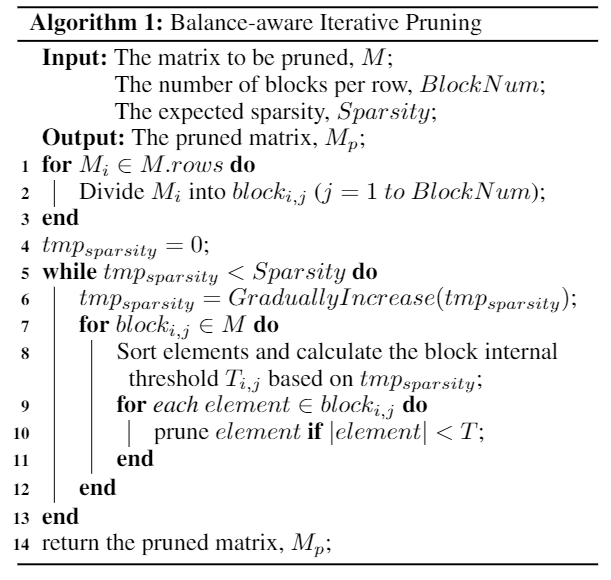 Algorithm 1: Balance-aware Iterative Pruning
Input: The matrix to be pruned, M;
The number of blocks per row, BlockNum;
The expected sparsity, Sparsity;
Output: The pruned matrix, M_p;
1 for M_i ∈ M.rows do
2 Divide M_i into block_{i,j} (j = 1 to BlockNum);
3 end
4 tmp_{sparsity} = 0;
5 while tmp_{sparsity} < Sparsity do
6 tmp_{sparsity} = GraduallyIncrease(tmp_{sparsity});
7 for block_{i,j} ∈ M do
8 Sort elements and calculate the block internal
threshold T_{i,j} based on tmp_{sparsity};
9 for each element ∈ block_{i,j} do
10 prune element if |element| < T;
11 end
12 end
13 end
14 return the pruned matrix, M_p;